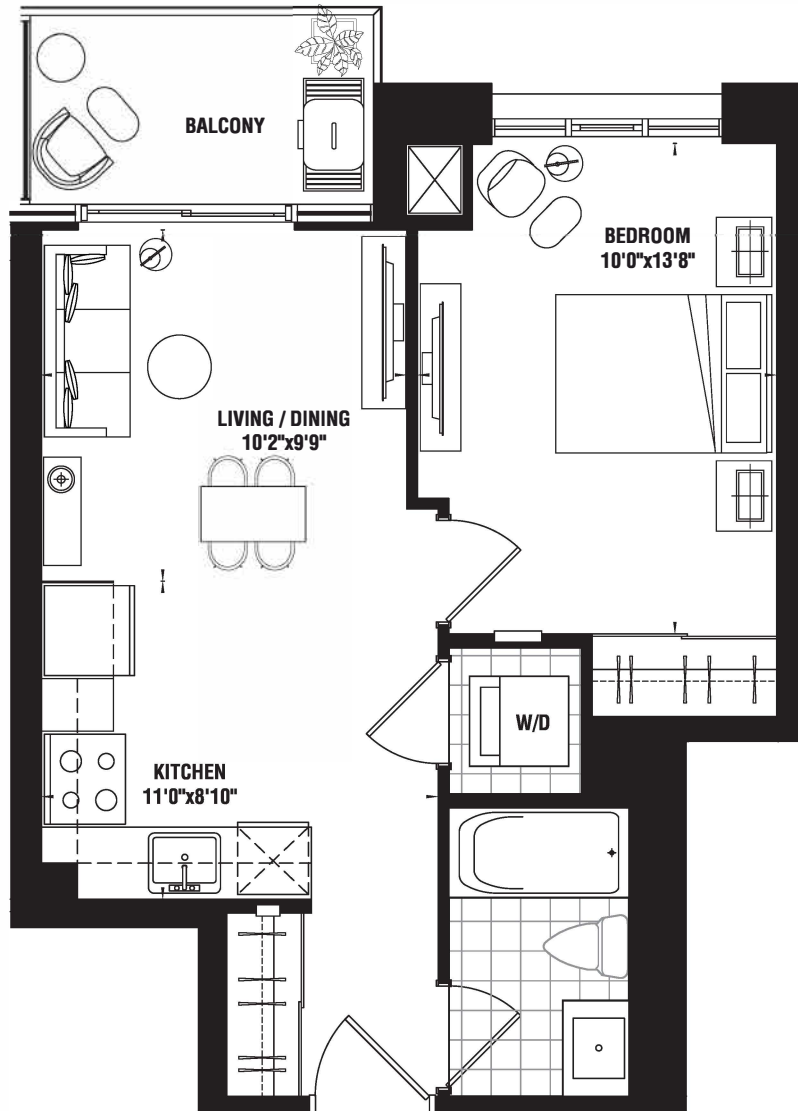 BALCONY
BEDROOM
10'0"x13'8"
LIVING / DINING
10'2"x9'9"
W/D
KITCHEN
11'0"x8'10"